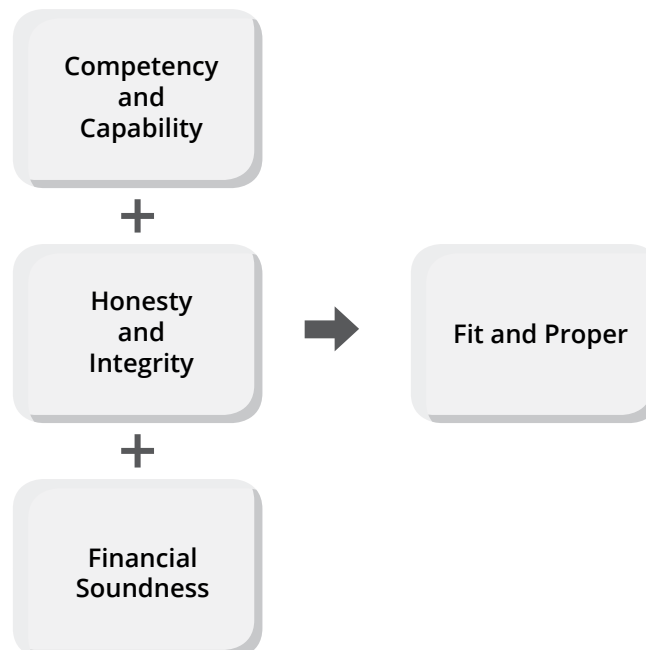 Competency
and
Capability
+
Honesty
and
Integrity
Fit and Proper
+
Financial
Soundness